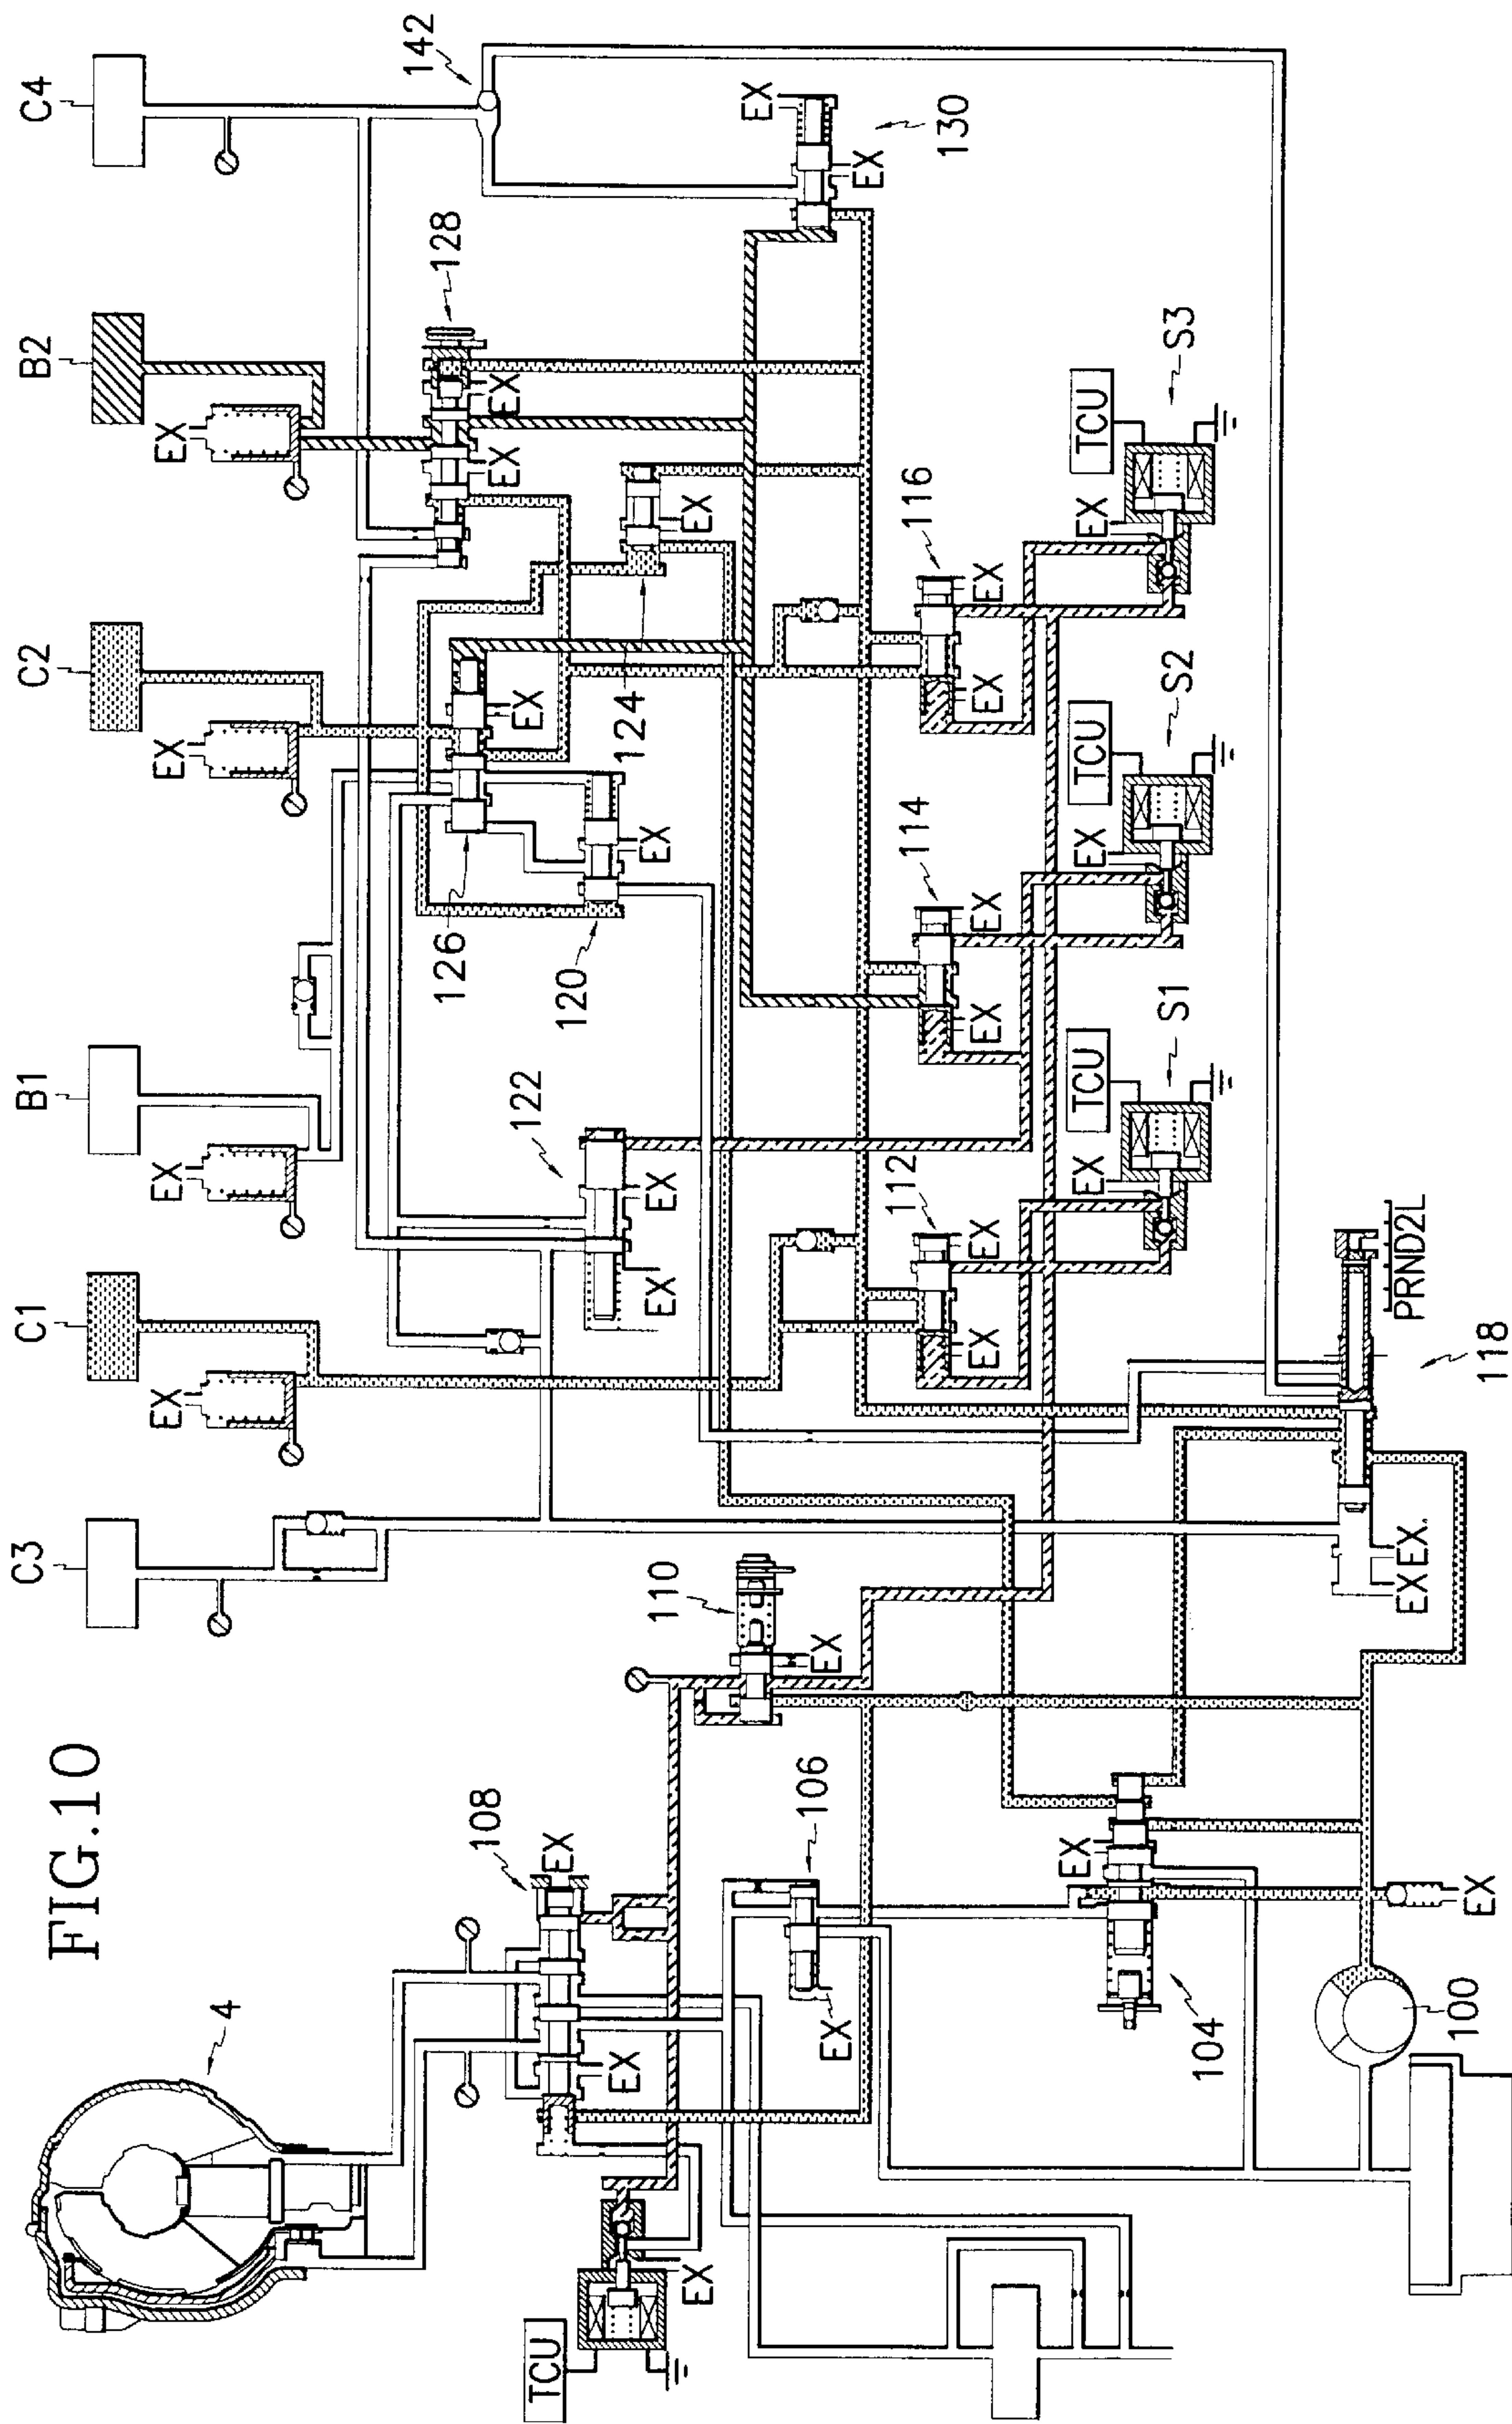 FIG.10
C3
C1
B1
C2
B2
C4
EX
EX
EX
EX
142
4
108
EX
EX
TCU
EX
110
EX
106
EX
122
EX
EX
126
120
EX
EX
124
EX
128
EX
EX
130
EX
EX
112
EX
EX
114
EX
EX
116
EX
EX
TCU
EX
S1
TCU
EX
S2
TCU
EX
S3
104
EX
EX
100
EX
EX.
PRND2L
118
EX